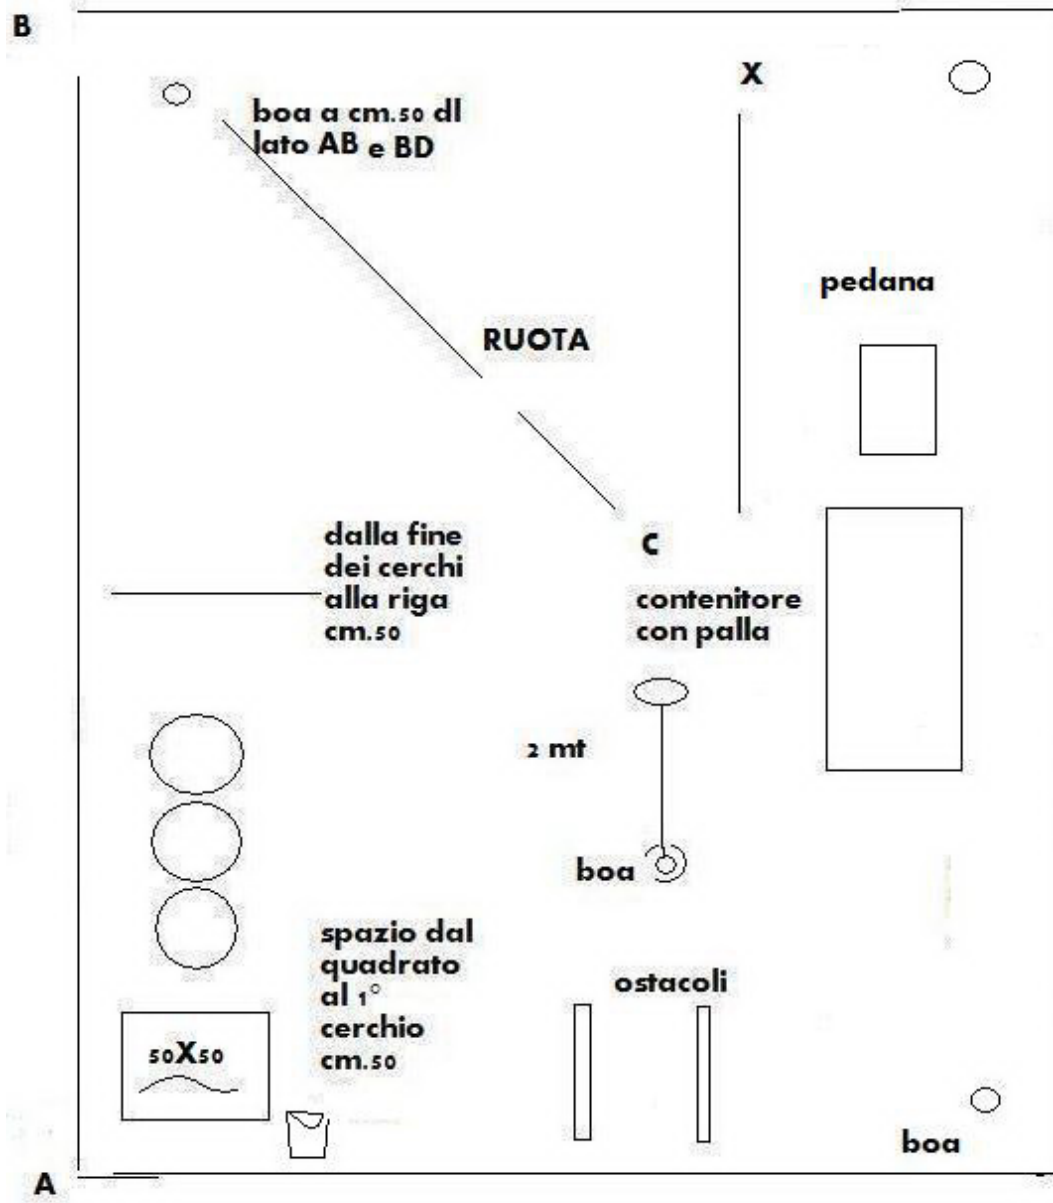 B
X
boa a cm.50 dl
lato AB e BD
pedana
RUOTA
C
dalla fine
dei cerchi
alla riga
cm.50
contenitore
con palla
2 mt
boa
spazio dal
quadrato
al 1°
cerchio
cm.50
ostacoli
50X50
boa
A